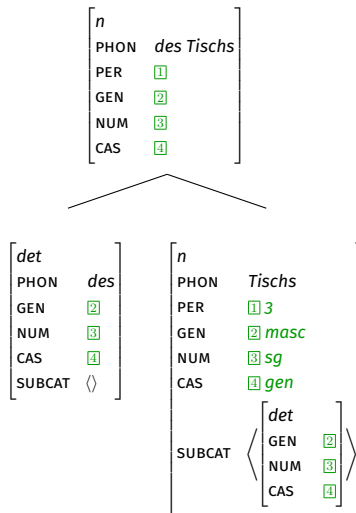 n
PHON des Tischs
PER 1
GEN 2
NUM 3
CAS 4
det
PHON des
GEN 2
NUM 3
CAS 4
SUBCAT ⟨⟩
n
PHON Tischs
PER 1 3
GEN 2 masc
NUM 3 sg
CAS 4 gen
SUBCAT ⟨
det
GEN 2
NUM 3
CAS 4
⟩